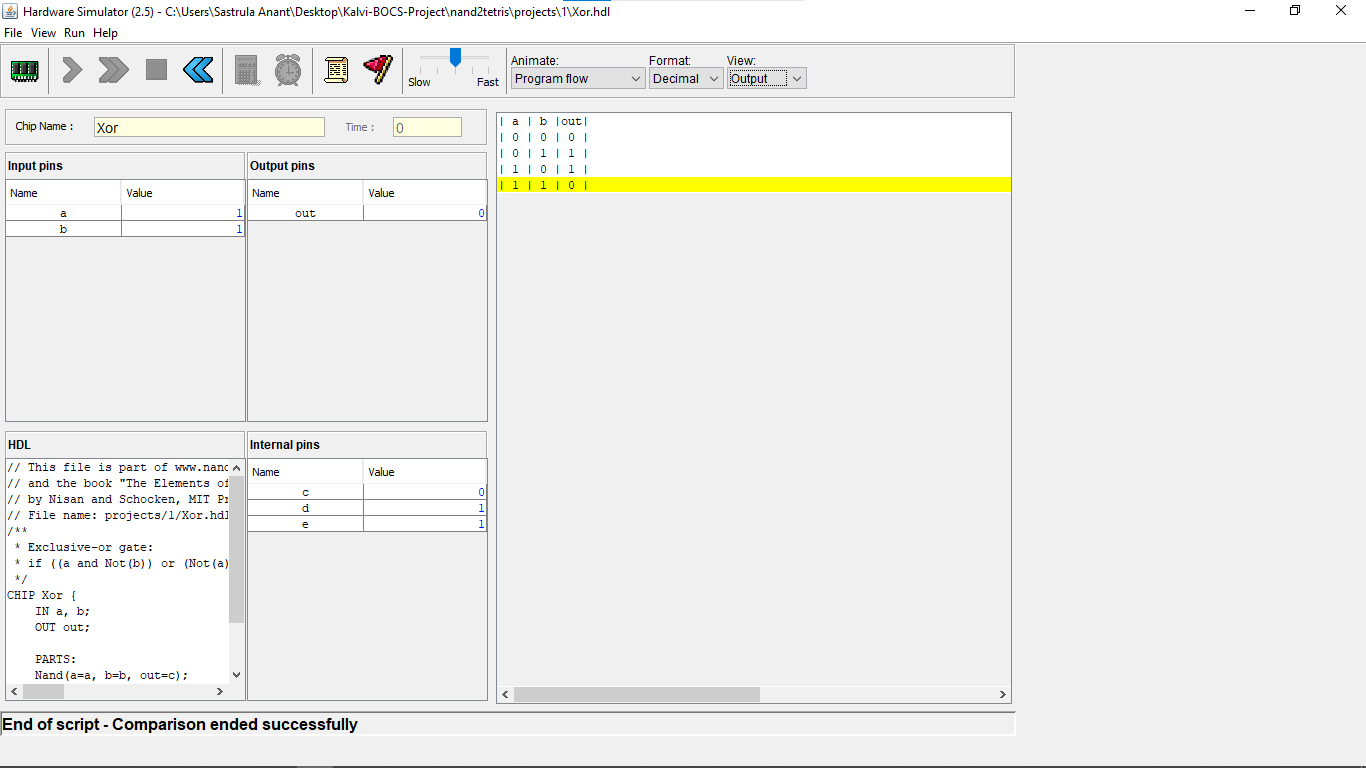 Hardware Simulator (2.5) - C:\Users\Sastrula Anant\Desktop\Kalvi-BOCS-Project\nand2tetris\projects\1\Xor.hdl
File View Run Help
Slow Fast
Animate: Format: View:
Program flow Decimal Output
Chip Name : Xor Time : 0
Input pins
Name Value
a 1
b 1
Output pins
Name Value
out 0
HDL
// This file is part of www.nand
// and the book "The Elements of
// by Nisan and Schocken, MIT Pr
// File name: projects/1/Xor.hdl
/**
* Exclusive-or gate:
* if ((a and Not(b)) or (Not(a)
*/
CHIP Xor {
IN a, b;
OUT out;
PARTS:
Nand(a=a, b=b, out=c);
Internal pins
Name Value
c 0
d 1
e 1
| a | b |out|
| 0 | 0 | 0 |
| 0 | 1 | 1 |
| 1 | 0 | 1 |
| 1 | 1 | 0 |
End of script - Comparison ended successfully